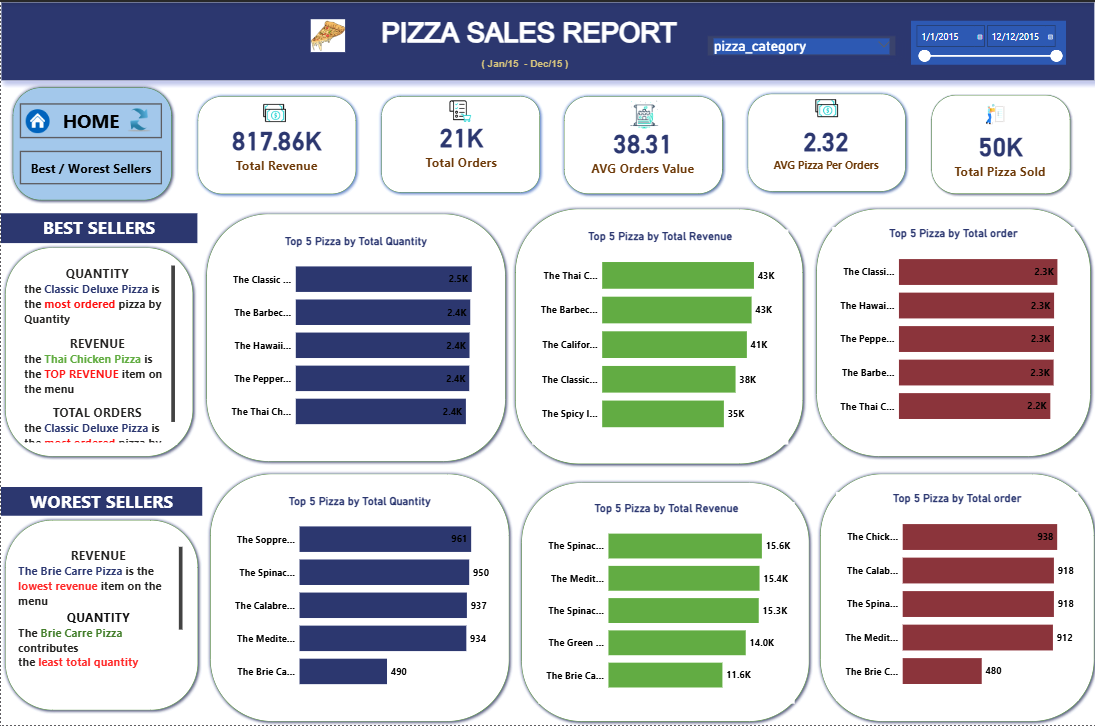 PIZZA SALES REPORT
( Jan/15 - Dec/15 )
pizza_category
1/1/2015
12/12/2015
HOME
Best / Worest Sellers
817.86K
Total Revenue
21K
Total Orders
38.31
AVG Orders Value
2.32
AVG Pizza Per Orders
50K
Total Pizza Sold
BEST SELLERS
QUANTITY
the Classic Deluxe Pizza is
the most ordered pizza by
Quantity
REVENUE
the Thai Chicken Pizza is
the TOP REVENUE item on
the menu
TOTAL ORDERS
the Classic Deluxe Pizza is
the most ordered pizza by
Top 5 Pizza by Total Quantity
The Classic ... 2.5K
The Barbec... 2.4K
The Hawaii... 2.4K
The Pepper... 2.4K
The Thai Ch... 2.4K
Top 5 Pizza by Total Revenue
The Thai C... 43K
The Barbec... 43K
The Califor... 41K
The Classic... 38K
The Spicy I... 35K
Top 5 Pizza by Total order
The Classi... 2.3K
The Hawai... 2.3K
The Peppe... 2.3K
The Barbe... 2.3K
The Thai C... 2.2K
WOREST SELLERS
REVENUE
The Brie Carre Pizza is the
lowest revenue item on the
menu
QUANTITY
The Brie Carre Pizza
contributes
the least total quantity
Top 5 Pizza by Total Quantity
The Soppre... 961
The Spinac... 950
The Calabre... 937
The Medite... 934
The Brie Ca... 490
Top 5 Pizza by Total Revenue
The Spinac... 15.6K
The Medit... 15.4K
The Spinac... 15.3K
The Green ... 14.0K
The Brie Ca... 11.6K
Top 5 Pizza by Total order
The Chick... 938
The Calab... 918
The Spina... 918
The Medit... 912
The Brie C... 480